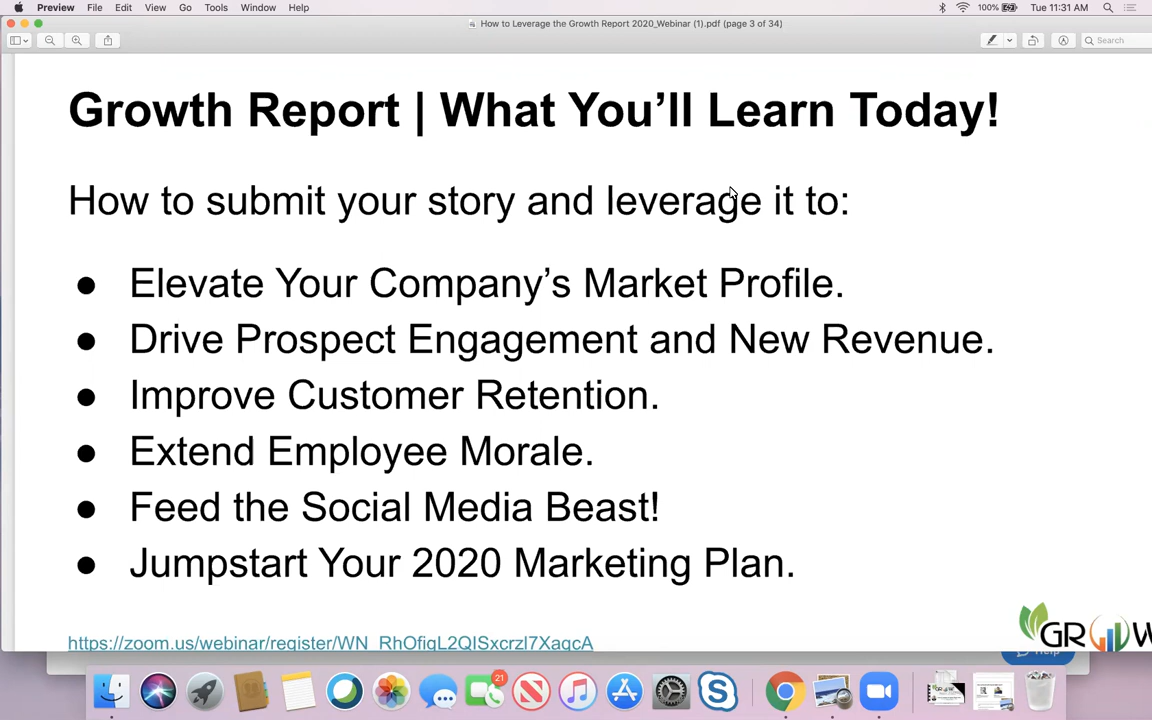 Preview File Edit View Go Tools Window Help 100% Tue 11:31 AM
How to Leverage the Growth Report 2020_Webinar (1).pdf (page 3 of 34)
Search
Growth Report | What You’ll Learn Today!
How to submit your story and leverage it to:
● Elevate Your Company’s Market Profile.
● Drive Prospect Engagement and New Revenue.
● Improve Customer Retention.
● Extend Employee Morale.
● Feed the Social Media Beast!
● Jumpstart Your 2020 Marketing Plan.
https://zoom.us/webinar/register/WN_RhOfiqL2QISxcrzl7XaqcA
GROW
Help
21